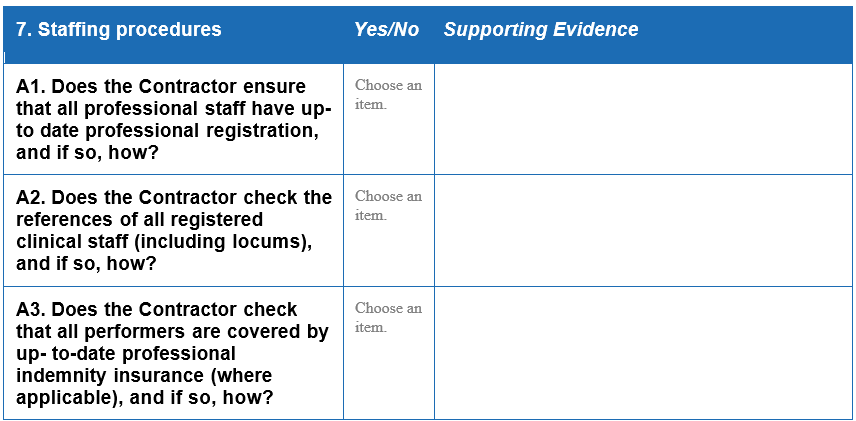 7. Staffing procedures Yes/No Supporting Evidence
A1. Does the Contractor ensure
that all professional staff have up-
to date professional registration,
and if so, how?
Choose an
item.
A2. Does the Contractor check the
references of all registered
clinical staff (including locums),
and if so, how?
Choose an
item.
A3. Does the Contractor check
that all performers are covered by
up- to-date professional
indemnity insurance (where
applicable), and if so, how?
Choose an
item.